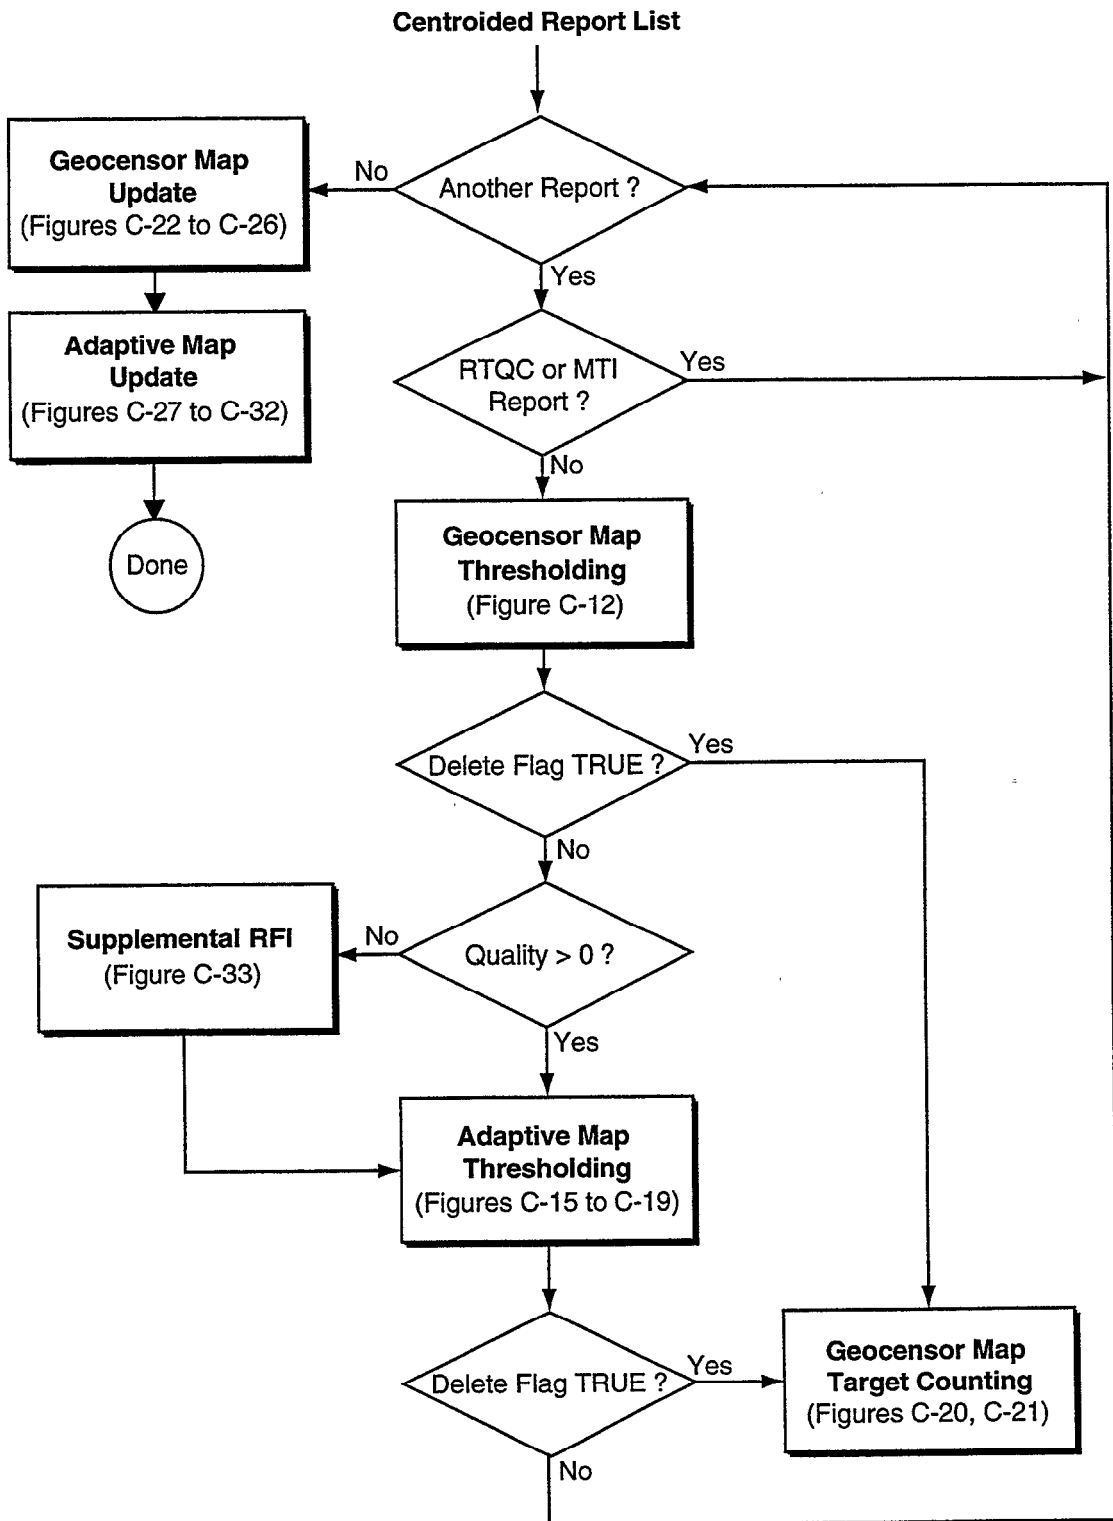 Centroided Report List
Geocensor Map
Update
(Figures C-22 to C-26)
No
Another Report ?
Yes
Adaptive Map
Update
(Figures C-27 to C-32)
RTQC or MTI
Report ?
Yes
No
Done
Geocensor Map
Thresholding
(Figure C-12)
Delete Flag TRUE ?
Yes
No
Supplemental RFI
(Figure C-33)
No
Quality > 0 ?
Yes
Adaptive Map
Thresholding
(Figures C-15 to C-19)
Delete Flag TRUE ?
Yes
Geocensor Map
Target Counting
(Figures C-20, C-21)
No